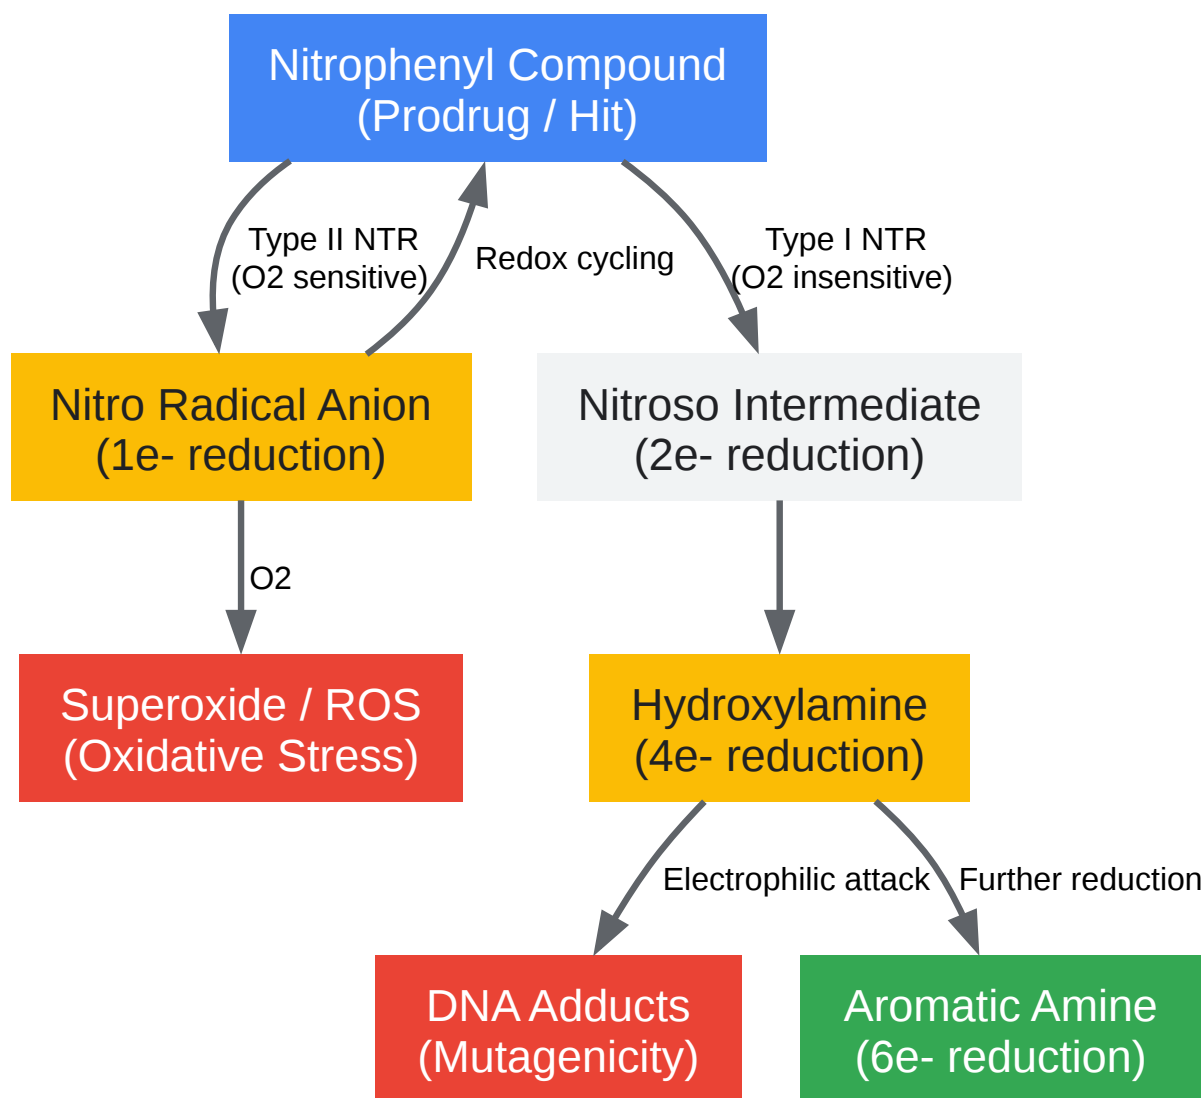 Nitrophenyl Compound
(Prodrug / Hit)
Type II NTR
(O2 sensitive)
Redox cycling
Type I NTR
(O2 insensitive)
Nitro Radical Anion
(1e- reduction)
Nitroso Intermediate
(2e- reduction)
O2
Superoxide / ROS
(Oxidative Stress)
Hydroxylamine
(4e- reduction)
Electrophilic attack
Further reduction
DNA Adducts
(Mutagenicity)
Aromatic Amine
(6e- reduction)